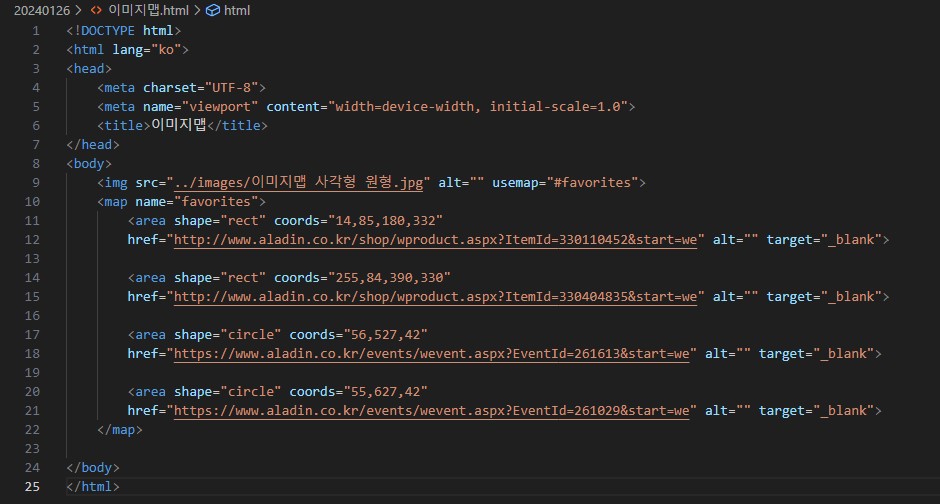 20240126 > <> 이미지맵.html > html
1 <!DOCTYPE html>
2 <html lang="ko">
3 <head>
4 <meta charset="UTF-8">
5 <meta name="viewport" content="width=device-width, initial-scale=1.0">
6 <title>이미지맵</title>
7 </head>
8 <body>
9 <img src="../images/이미지맵_사각형_원형.jpg" alt="" usemap="#favorites">
10 <map name="favorites">
11 <area shape="rect" coords="14,85,180,332"
12 href="http://www.aladin.co.kr/shop/wproduct.aspx?ItemId=330110452&start=we" alt="" target="_blank">
13
14 <area shape="rect" coords="255,84,390,330"
15 href="http://www.aladin.co.kr/shop/wproduct.aspx?ItemId=330404835&start=we" alt="" target="_blank">
16
17 <area shape="circle" coords="56,527,42"
18 href="https://www.aladin.co.kr/events/wevent.aspx?EventId=261613&start=we" alt="" target="_blank">
19
20 <area shape="circle" coords="55,627,42"
21 href="https://www.aladin.co.kr/events/wevent.aspx?EventId=261029&start=we" alt="" target="_blank">
22 </map>
23
24 </body>
25 </html>